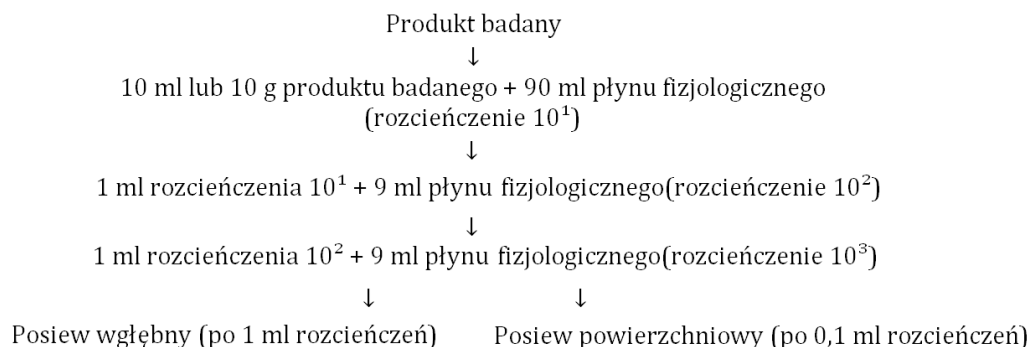 Produkt badany
↓
10 ml lub 10 g produktu badanego + 90 ml płynu fizjologicznego
(rozcieńczenie 10¹)
↓
1 ml rozcieńczenia 10¹ + 9 ml płynu fizjologicznego(rozcieńczenie 10²)
↓
1 ml rozcieńczenia 10² + 9 ml płynu fizjologicznego(rozcieńczenie 10³)
↓ ↓
Posiew wgłębny (po 1 ml rozcieńczeń) Posiew powierzchniowy (po 0,1 ml rozcieńczeń)